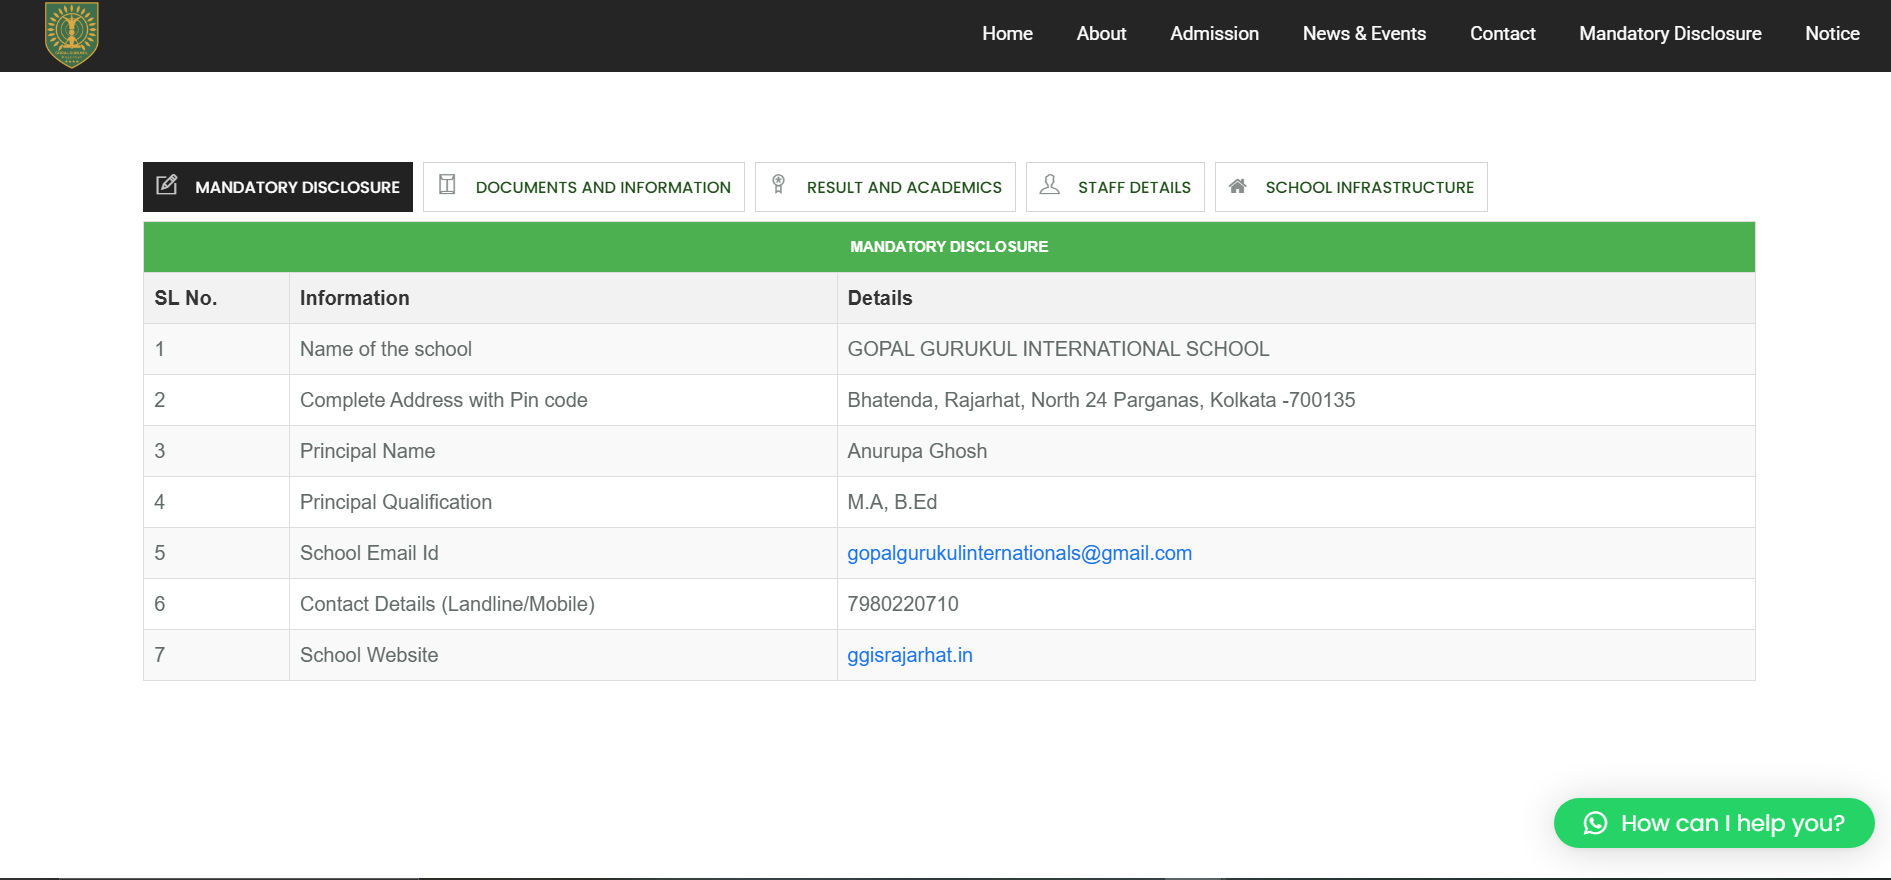 Home About Admission News & Events Contact Mandatory Disclosure Notice
MANDATORY DISCLOSURE DOCUMENTS AND INFORMATION RESULT AND ACADEMICS STAFF DETAILS SCHOOL INFRASTRUCTURE
MANDATORY DISCLOSURE
SL No. Information Details
1 Name of the school GOPAL GURUKUL INTERNATIONAL SCHOOL
2 Complete Address with Pin code Bhatenda, Rajarhat, North 24 Parganas, Kolkata -700135
3 Principal Name Anurupa Ghosh
4 Principal Qualification M.A, B.Ed
5 School Email Id gopalgurukulinternationals@gmail.com
6 Contact Details (Landline/Mobile) 7980220710
7 School Website ggisrajarhat.in
How can I help you?